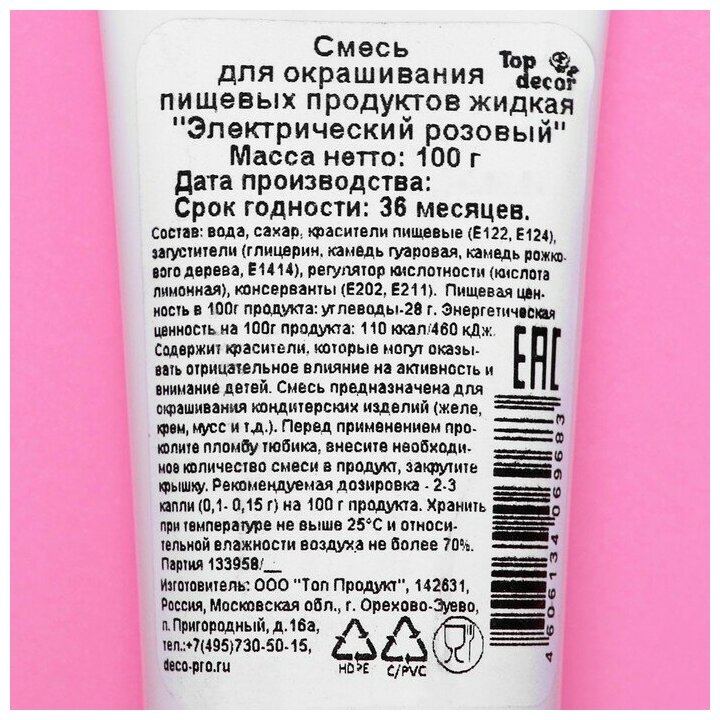 Смесь
для окрашивания
пищевых продуктов жидкая
"Электрический розовый"
Масса нетто: 100 г
Дата производства:
Срок годности: 36 месяцев.
Top
decor
Состав: вода, сахар, красители пищевые (Е122, Е124),
загустители (глицерин, камедь гуаровая, камедь рожко-
вого дерева, Е1414), регулятор кислотности (кислота
лимонная), консерванты (Е202, Е211). Пищевая цен-
ность в 100г продукта: углеводы-28 г. Энергетическая
ценность на 100г продукта: 110 ккал/460 кДж.
Содержит красители, которые могут оказы-
вать отрицательное влияние на активность и
внимание детей. Смесь предназначена для
окрашивания кондитерских изделий (желе,
крем, мусс и т.д.). Перед применением про-
колите пломбу тюбика, внесите необходи-
мое количество смеси в продукт, закрутите
крышку. Рекомендуемая дозировка - 2-3
капли (0,1- 0,15 г) на 100 г продукта. Хранить
при температуре не выше 25°С и относи-
тельной влажности воздуха не более 70%.
Партия 133958/__
Изготовитель: ООО "Топ Продукт", 142631,
Россия, Московская обл., г. Орехово-Зуево,
п. Пригородный, д.16а,
тел.:+7(495)730-50-15,
deco-pro.ru
EAC
4 606134 069683
HDPE
C/PVC